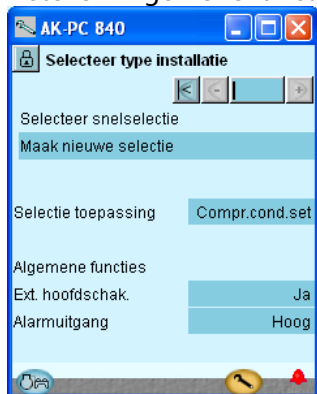 AK-PC 840
Selecteer type installatie
Selecteer snelselectie
Maak nieuwe selectie
Selectie toepassing Compr.cond.set
Algemene functies
Ext. hoofdschak. Ja
Alarmuitgang Hoog